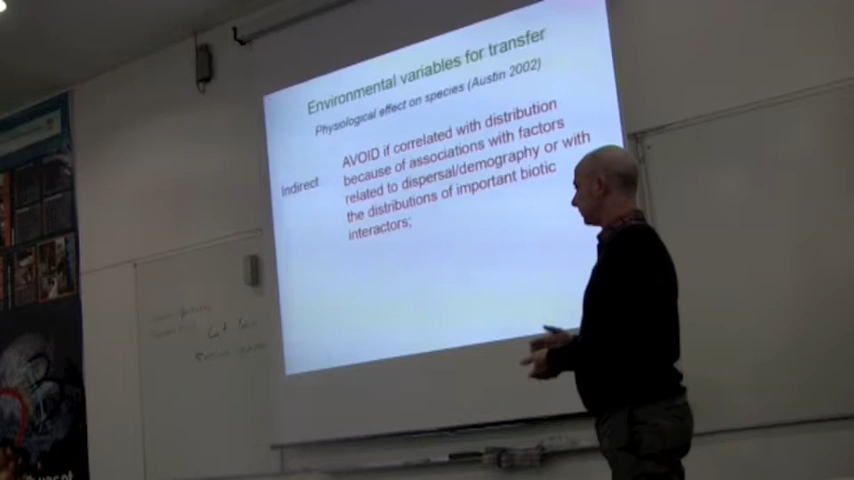 Environmental variables for transfer
Physiological effect on species (Austin 2002)
Indirect
AVOID if correlated with distribution
because of associations with factors
related to dispersal/demography or with
the distributions of important biotic
interactors;